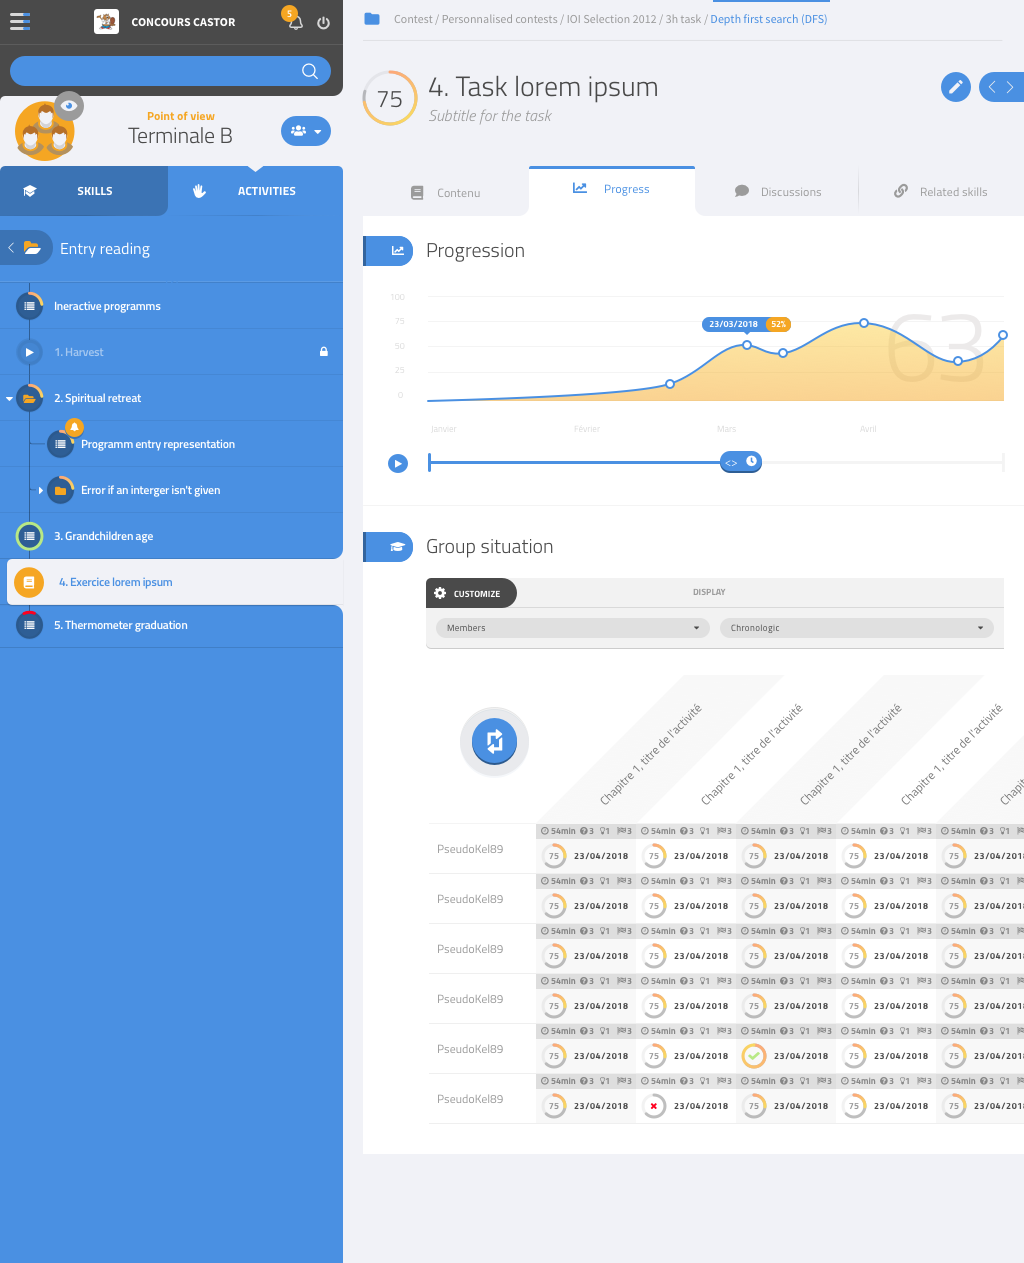 CONCOURS CASTOR
5
Contest / Personnalised contests / IOI Selection 2012 / 3h task / Depth first search (DFS)
Point of view
Terminale B
75
4. Task lorem ipsum
Subtitle for the task
SKILLS
ACTIVITIES
Contenu
Progress
Discussions
Related skills
Entry reading
Ineractive programms
1. Harvest
2. Spiritual retreat
Programm entry representation
Error if an interger isn't given
3. Grandchildren age
4. Exercice lorem ipsum
5. Thermometer graduation
Progression
100
75
50
25
0
23/03/2018 52%
63
Janvier
Février
Mars
Avril
<>
Group situation
CUSTOMIZE
DISPLAY
Members
Chronologic
Chapitre 1, titre de l'activité
Chapitre 1, titre de l'activité
Chapitre 1, titre de l'activité
Chapitre 1, titre de l'activité
Chapit
54min 3 1 3 54min 3 1 3 54min 3 1 3 54min 3 1 3 54min 3 1
PseudoKel89 75 23/04/2018 75 23/04/2018 75 23/04/2018 75 23/04/2018 75 23/04/201
54min 3 1 3 54min 3 1 3 54min 3 1 3 54min 3 1 3 54min 3 1
PseudoKel89 75 23/04/2018 75 23/04/2018 75 23/04/2018 75 23/04/2018 75 23/04/201
54min 3 1 3 54min 3 1 3 54min 3 1 3 54min 3 1 3 54min 3 1
PseudoKel89 75 23/04/2018 75 23/04/2018 75 23/04/2018 75 23/04/2018 75 23/04/201
54min 3 1 3 54min 3 1 3 54min 3 1 3 54min 3 1 3 54min 3 1
PseudoKel89 75 23/04/2018 75 23/04/2018 75 23/04/2018 75 23/04/2018 75 23/04/201
54min 3 1 3 54min 3 1 3 54min 3 1 3 54min 3 1 3 54min 3 1
PseudoKel89 75 23/04/2018 75 23/04/2018 23/04/2018 75 23/04/2018 75 23/04/201
54min 3 1 3 54min 3 1 3 54min 3 1 3 54min 3 1 3 54min 3 1
PseudoKel89 75 23/04/2018 23/04/2018 75 23/04/2018 75 23/04/2018 75 23/04/201